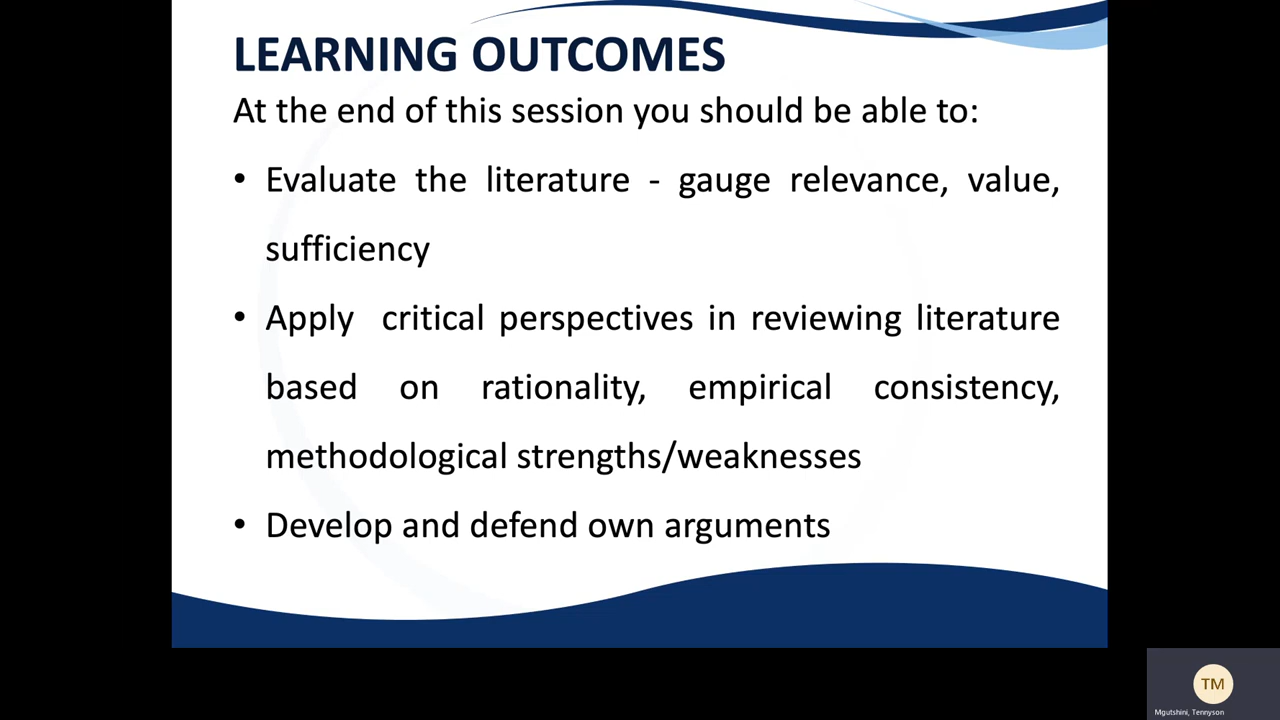 LEARNING OUTCOMES
At the end of this session you should be able to:
• Evaluate the literature - gauge relevance, value,
sufficiency
• Apply critical perspectives in reviewing literature
based on rationality, empirical consistency,
methodological strengths/weaknesses
• Develop and defend own arguments
TM
Mgutshini, Tennyson